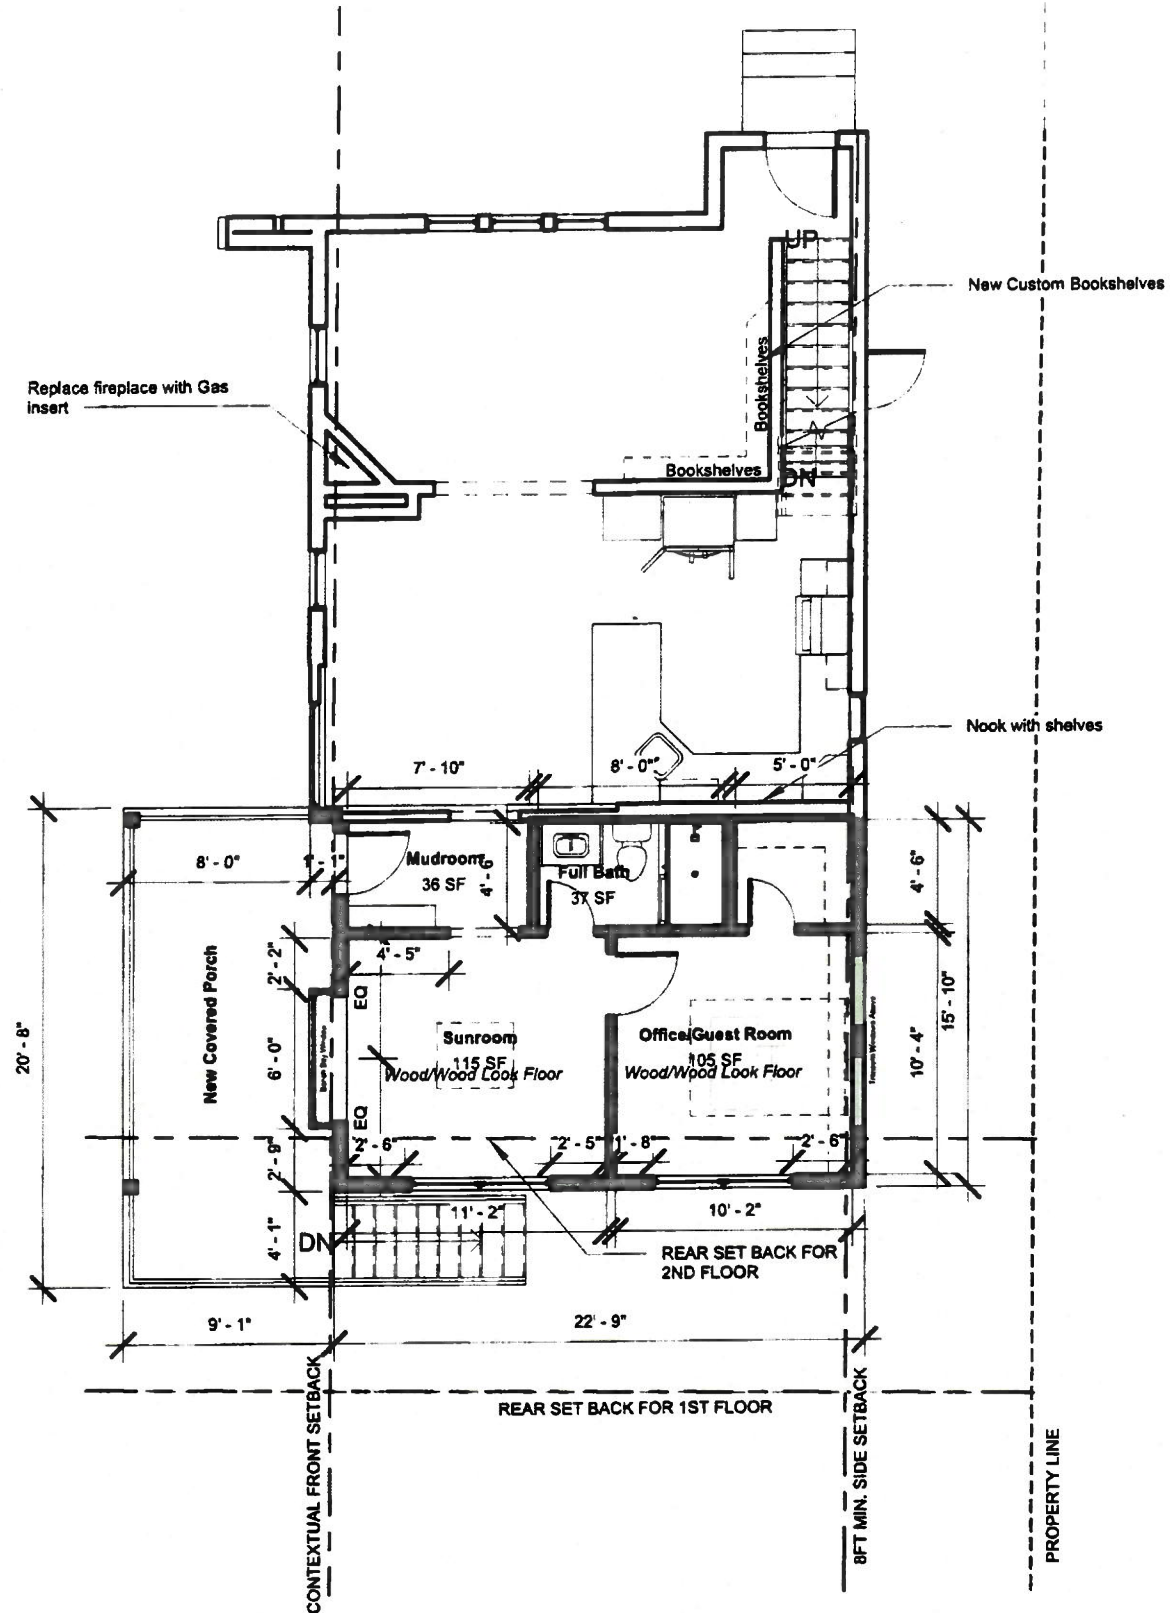 UP
New Custom Bookshelves
Bookshelves
Replace fireplace with Gas
insert
Bookshelves
DN
Nook with shelves
7' - 10"
8' - 0"
5' - 0"
8' - 0"
1' - 1"
Mudroom
36 SF
Full Bath
37 SF
4' - 6"
2' - 2"
4' - 5"
EQ
New Covered Porch
20' - 8"
6' - 0"
Sunroom
115 SF
Wood/Wood Look Floor
Office/Guest Room
105 SF
Wood/Wood Look Floor
10' - 4"
15' - 10"
EQ
2' - 9"
2' - 6"
2' - 5"
1' - 8"
2' - 6"
4' - 1"
DN
11' - 2"
10' - 2"
REAR SET BACK FOR
2ND FLOOR
9' - 1"
22' - 9"
REAR SET BACK FOR 1ST FLOOR
CONTEXTUAL FRONT SETBACK
8FT MIN. SIDE SETBACK
PROPERTY LINE